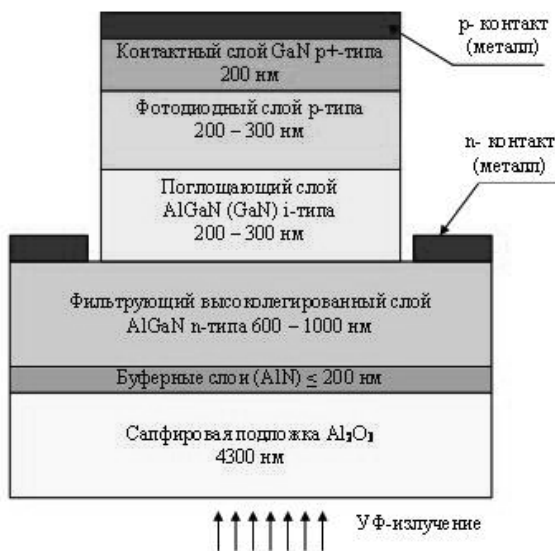 p- контакт
(металл)
Контактный слой GaN p+-типа
200 нм
Фотодиодный слой p-типа
200 – 300 нм
n- контакт
(металл)
Поглощающий слой
AlGaN (GaN) i-типа
200 – 300 нм
Фильтрующий высоколегированный слой
AlGaN n-типа 600 – 1000 нм
Буферные слои (AlN) ≤ 200 нм
Сапфировая подложка Al₂O₃
4300 нм
УФ-излучение